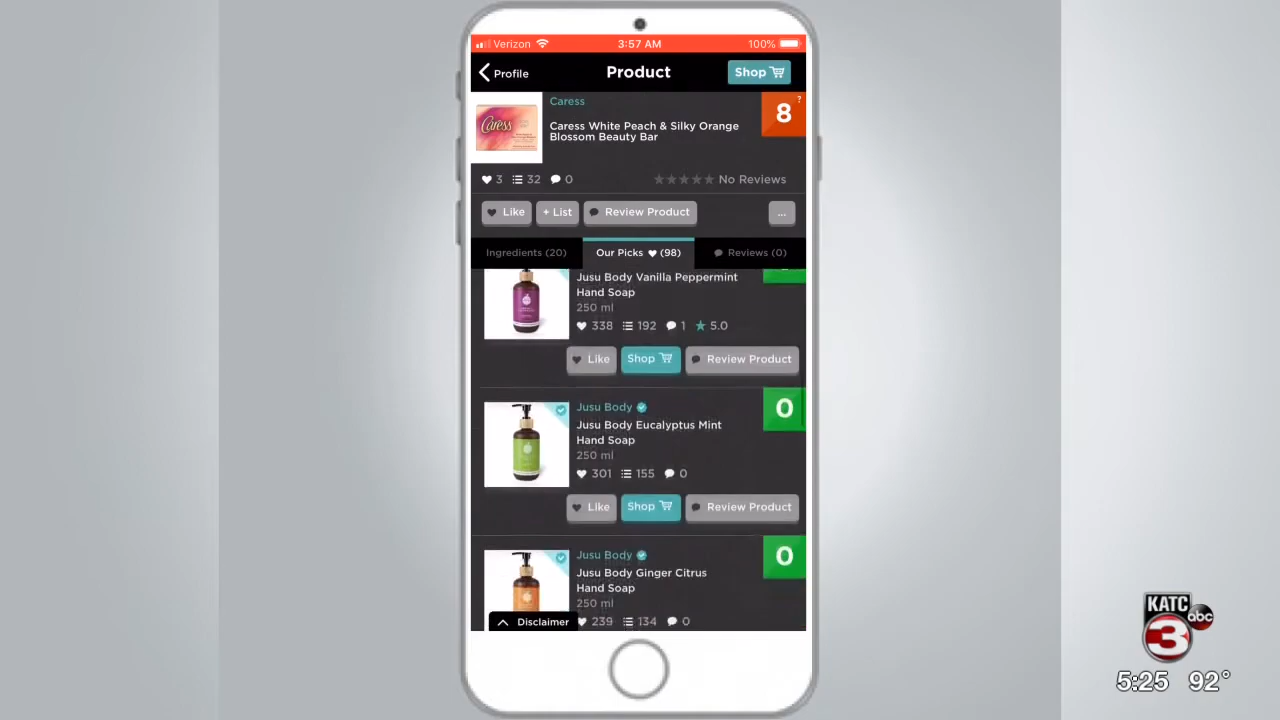 Verizon 3:57 AM 100%
Profile Product Shop
Caress
8 ?
Caress
Caress White Peach & Silky Orange
Blossom Beauty Bar
3 32 0 No Reviews
Like + List Review Product ...
Ingredients (20) Our Picks (98) Reviews (0)
Jusu Body Vanilla Peppermint
Hand Soap
250 ml
338 192 1 5.0
Like Shop Review Product
Jusu Body 0
Jusu Body Eucalyptus Mint
Hand Soap
250 ml
301 155 0
Like Shop Review Product
Jusu Body 0
Jusu Body Ginger Citrus
Hand Soap
250 ml
Disclaimer 239 134 0
KATC
abc
3
5:25 92°